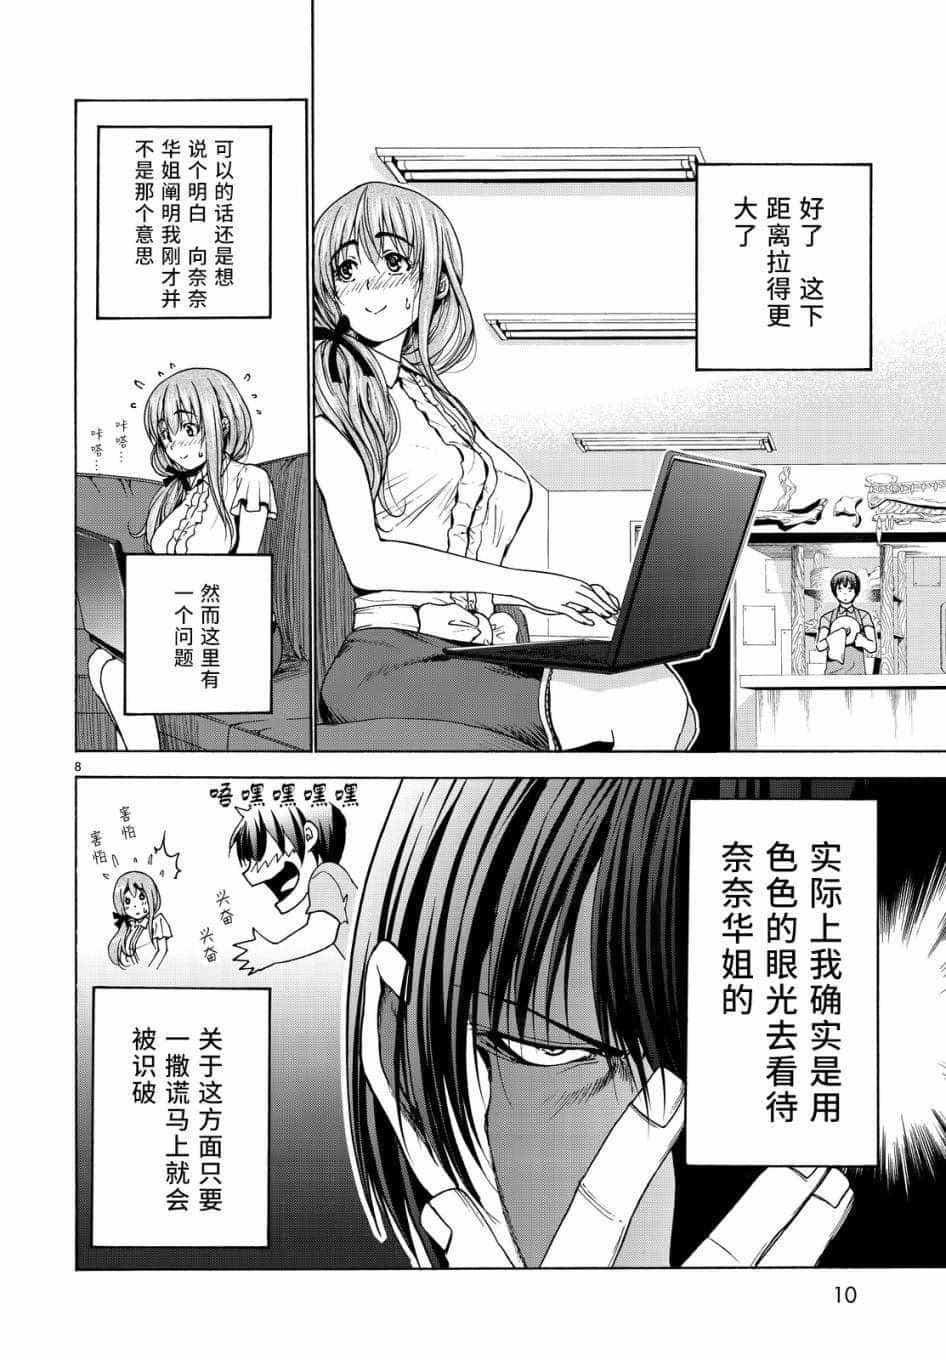 好了 这下
距离拉得更
大了
可以的话还是想
说个明白 向奈奈
华姐阐明我刚才并
不是那个意思
咔嗒…
咔嗒…
然而这里有
一个问题
8
实际上我确实是用
色色的眼光去看待
奈奈华姐的
唔嘿嘿嘿嘿
兴奋
兴奋
害怕
害怕
关于这方面只要
一撒谎马上就会
被识破
10